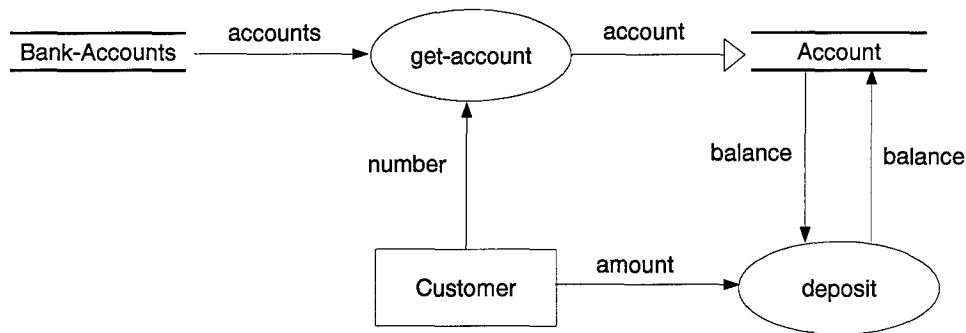 accounts
account
Bank-Accounts
get-account
Account
number
balance
balance
Customer
amount
deposit